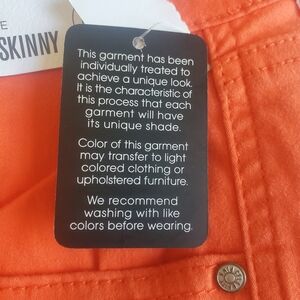 E
SKINNY
This garment has been
individually treated to
achieve a unique look.
It is the characteristic of
this process that each
garment will have
its unique shade.
Color of this garment
may transfer to light
colored clothing or
upholstered furniture.
We recommend
washing with like
colors before wearing.